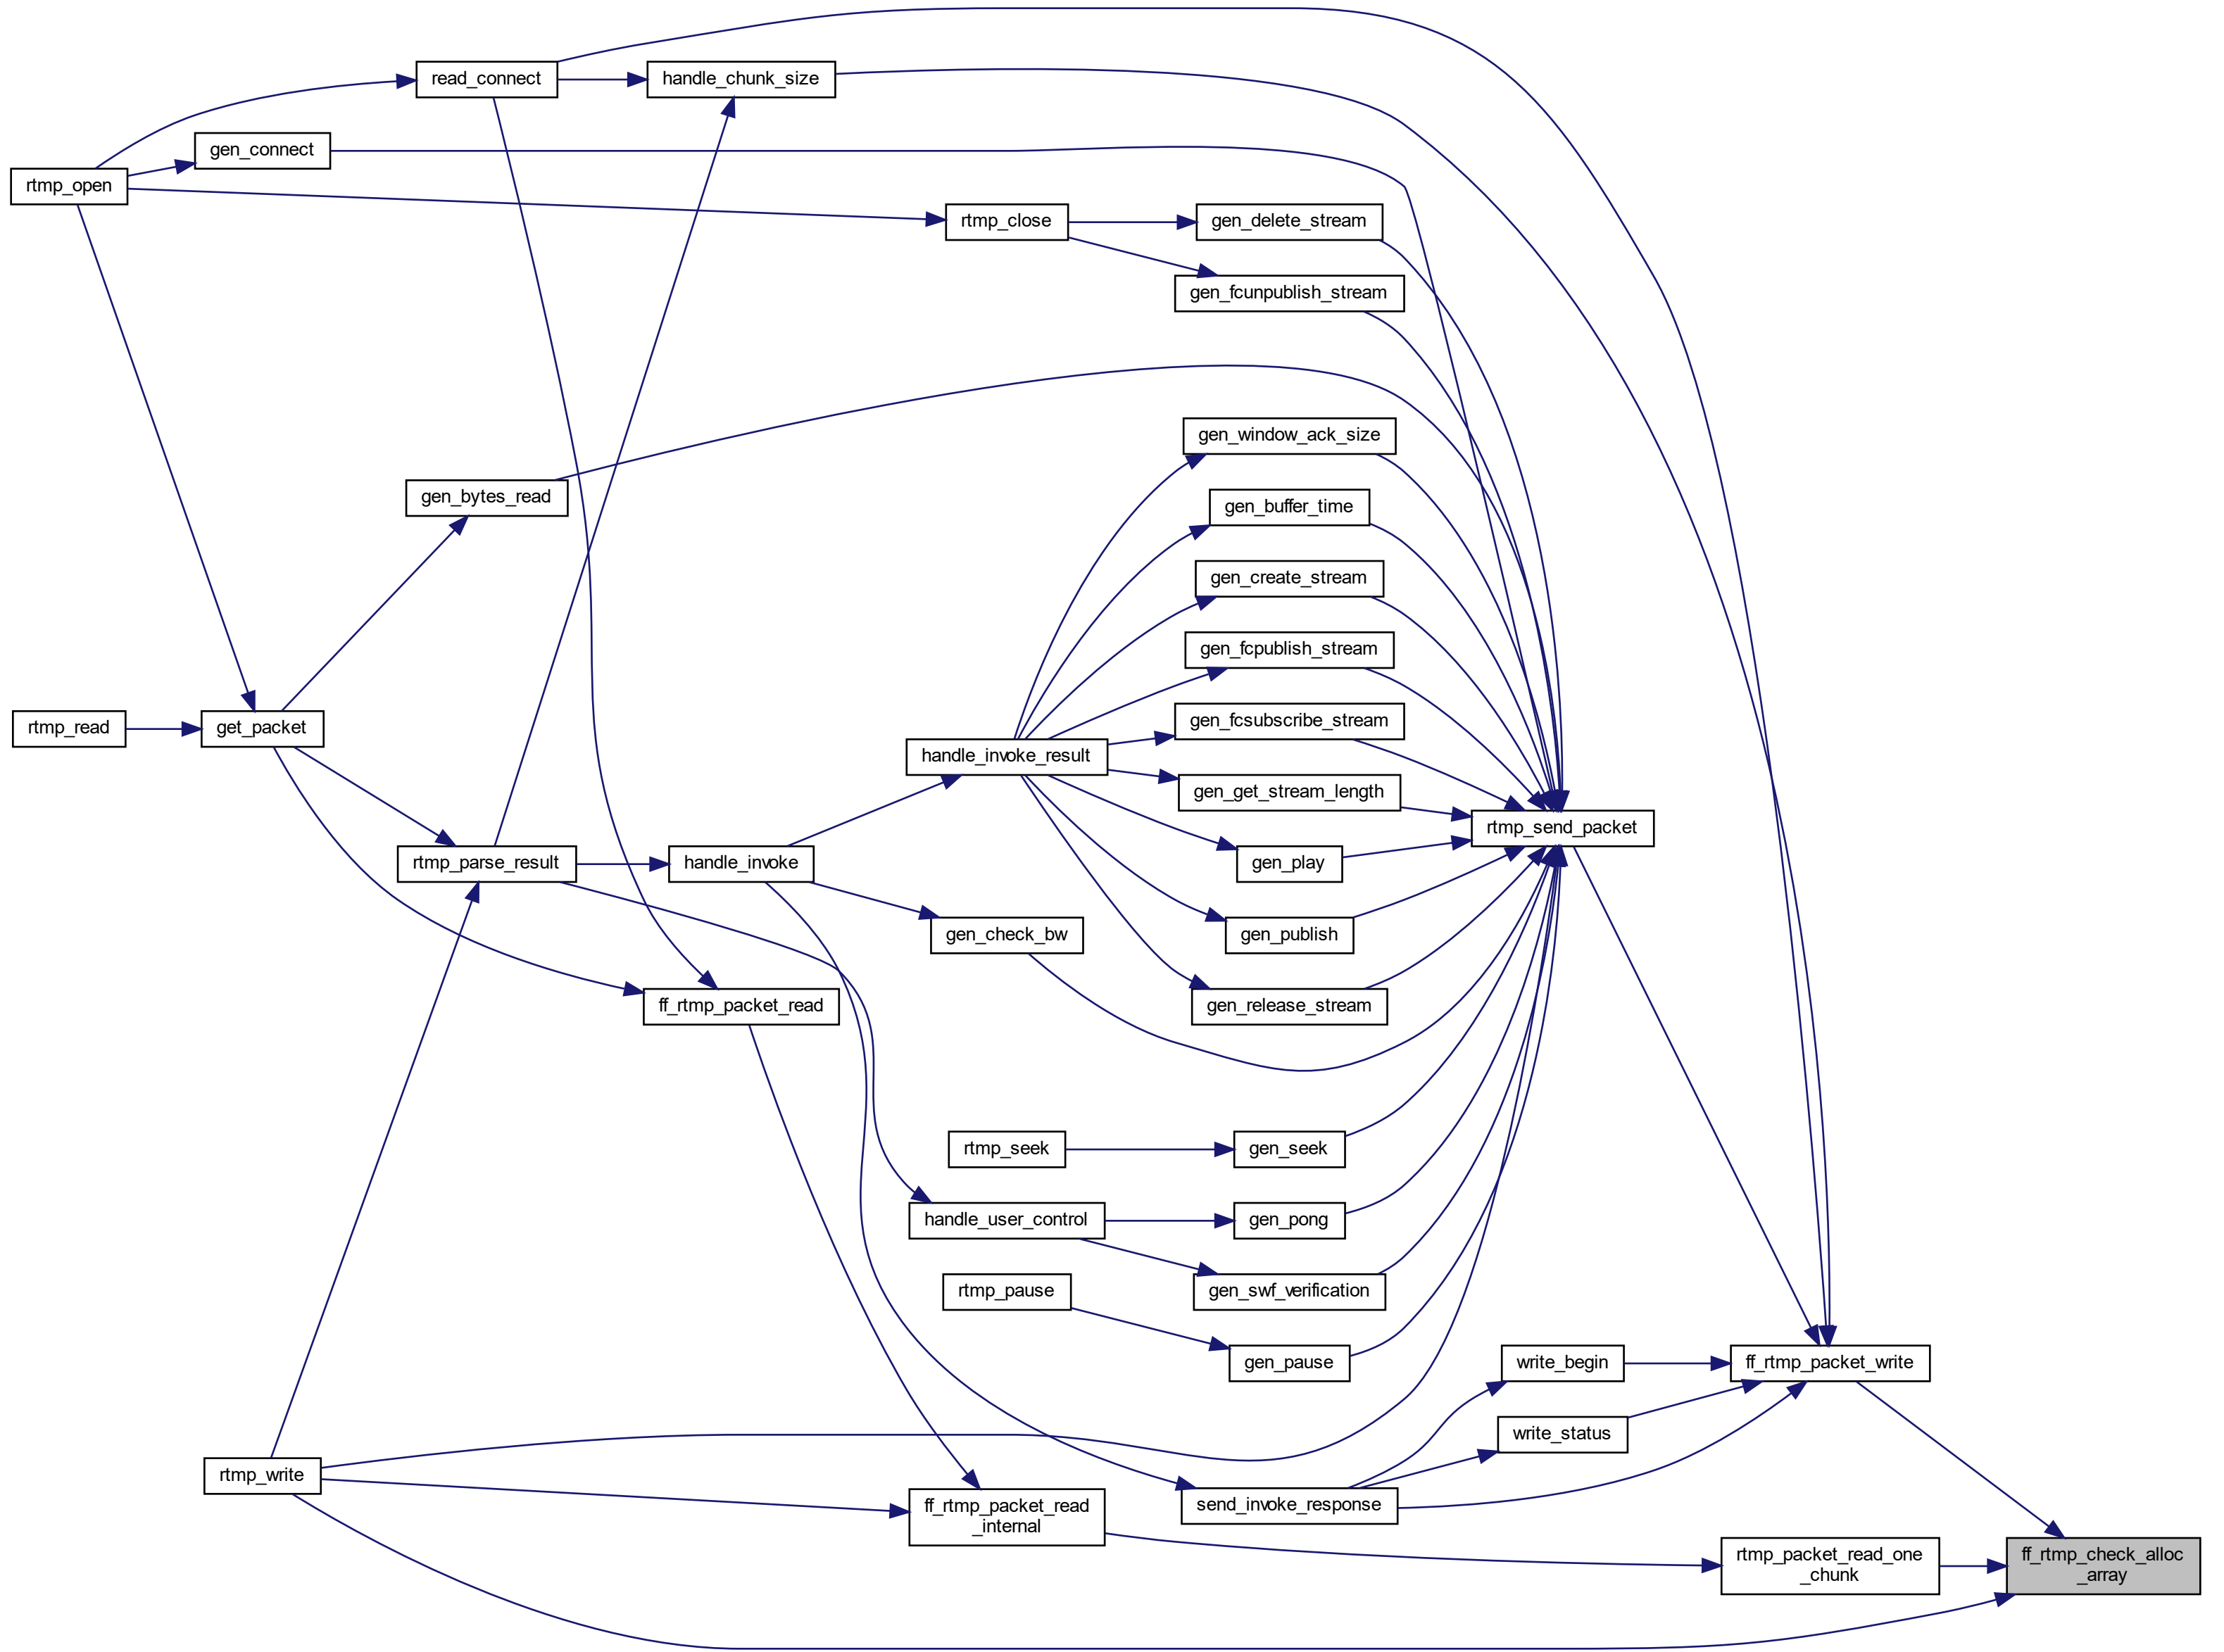 read_connect
handle_chunk_size
gen_connect
rtmp_open
rtmp_close
gen_delete_stream
gen_fcunpublish_stream
gen_window_ack_size
gen_bytes_read
gen_buffer_time
gen_create_stream
gen_fcpublish_stream
gen_fcsubscribe_stream
rtmp_read
get_packet
handle_invoke_result
gen_get_stream_length
rtmp_send_packet
rtmp_parse_result
handle_invoke
gen_play
gen_check_bw
gen_publish
ff_rtmp_packet_read
gen_release_stream
rtmp_seek
gen_seek
handle_user_control
gen_pong
rtmp_pause
gen_swf_verification
gen_pause
write_begin
ff_rtmp_packet_write
write_status
rtmp_write
send_invoke_response
ff_rtmp_packet_read
_internal
rtmp_packet_read_one
_chunk
ff_rtmp_check_alloc
_array